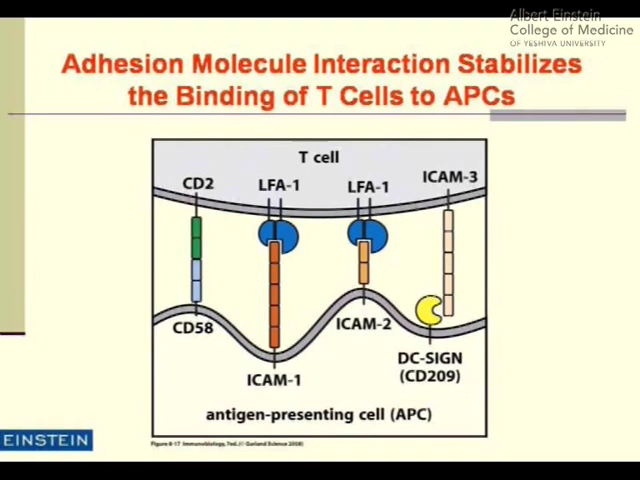 Albert Einstein
College of Medicine
OF YESHIVA UNIVERSITY
Adhesion Molecule Interaction Stabilizes
the Binding of T Cells to APCs
T cell
CD2
LFA-1
LFA-1
ICAM-3
CD58
ICAM-1
ICAM-2
DC-SIGN
(CD209)
antigen-presenting cell (APC)
Figure 8-17 Immunobiology, 7ed. (© Garland Science 2008)
EINSTEIN